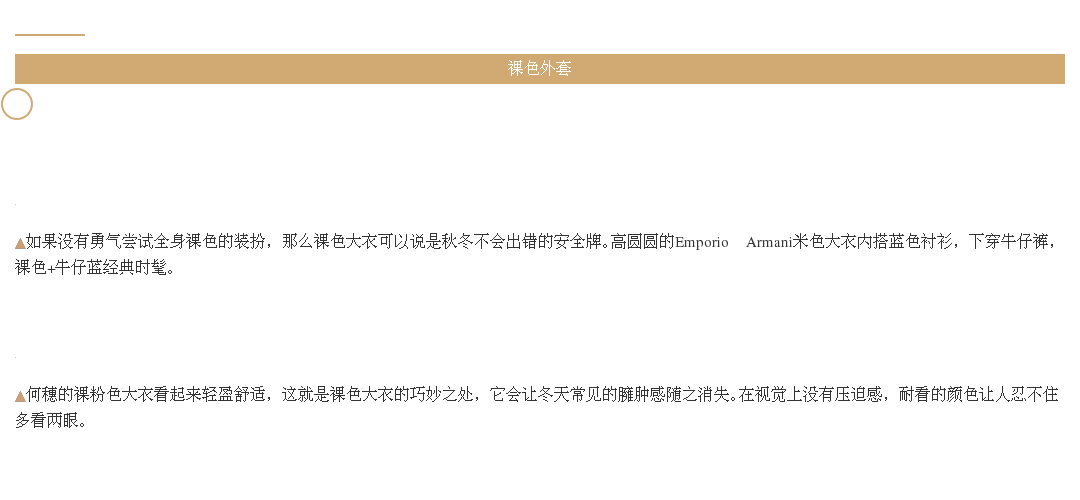 裸色外套
▲如果没有勇气尝试全身裸色的装扮，那么裸色大衣可以说是秋冬不会出错的安全牌。高圆圆的Emporio Armani米色大衣内搭蓝色衬衫，下穿牛仔裤，
裸色+牛仔蓝经典时髦。
▲何穗的裸粉色大衣看起来轻盈舒适，这就是裸色大衣的巧妙之处，它会让冬天常见的臃肿感随之消失。在视觉上没有压迫感，耐看的颜色让人忍不住
多看两眼。